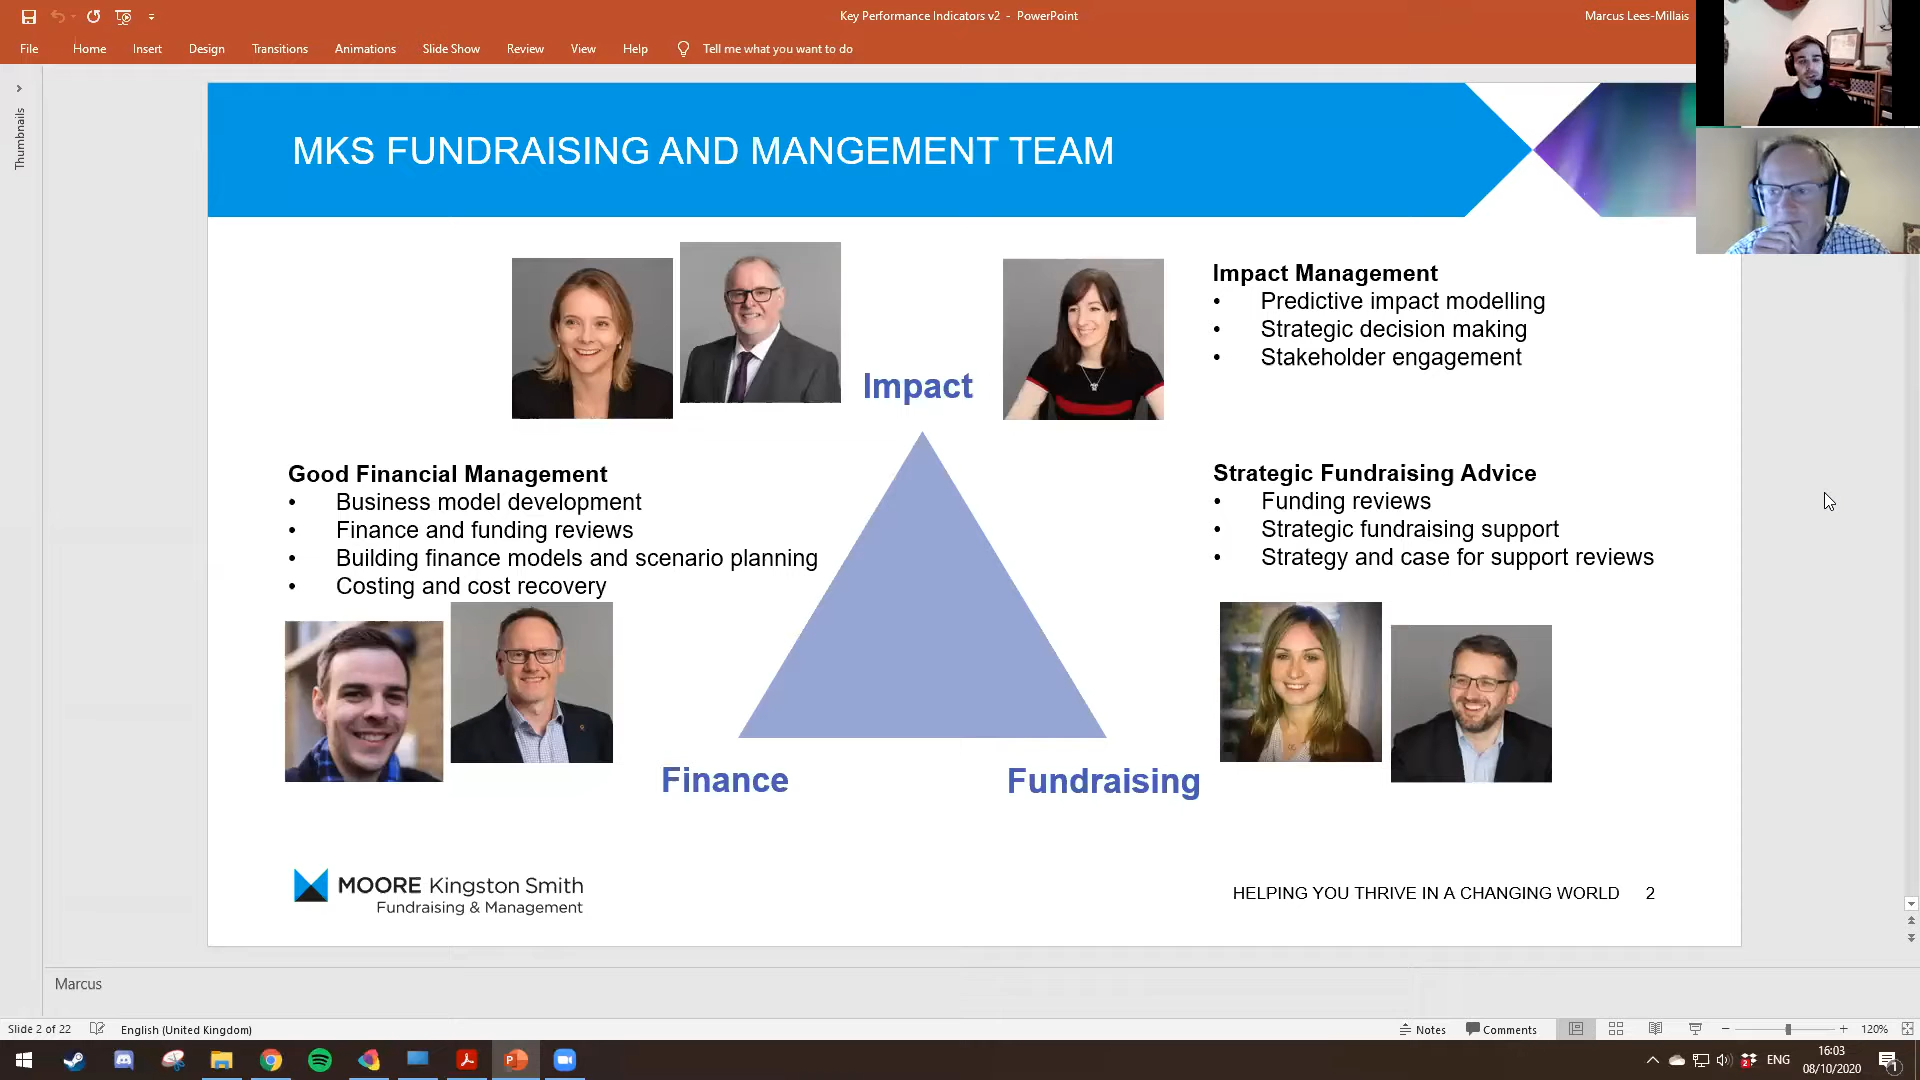 Key Performance Indicators v2 - PowerPoint
Marcus Lees-Millais
File Home Insert Design Transitions Animations Slide Show Review View Help Tell me what you want to do
Thumbnails
MKS FUNDRAISING AND MANGEMENT TEAM
Impact Management
• Predictive impact modelling
• Strategic decision making
• Stakeholder engagement
Impact
Good Financial Management
• Business model development
• Finance and funding reviews
• Building finance models and scenario planning
• Costing and cost recovery
Strategic Fundraising Advice
• Funding reviews
• Strategic fundraising support
• Strategy and case for support reviews
Finance
Fundraising
MOORE Kingston Smith
Fundraising & Management
HELPING YOU THRIVE IN A CHANGING WORLD 2
Marcus
Slide 2 of 22 English (United Kingdom) Notes Comments 120%
ENG
16:03
08/10/2020